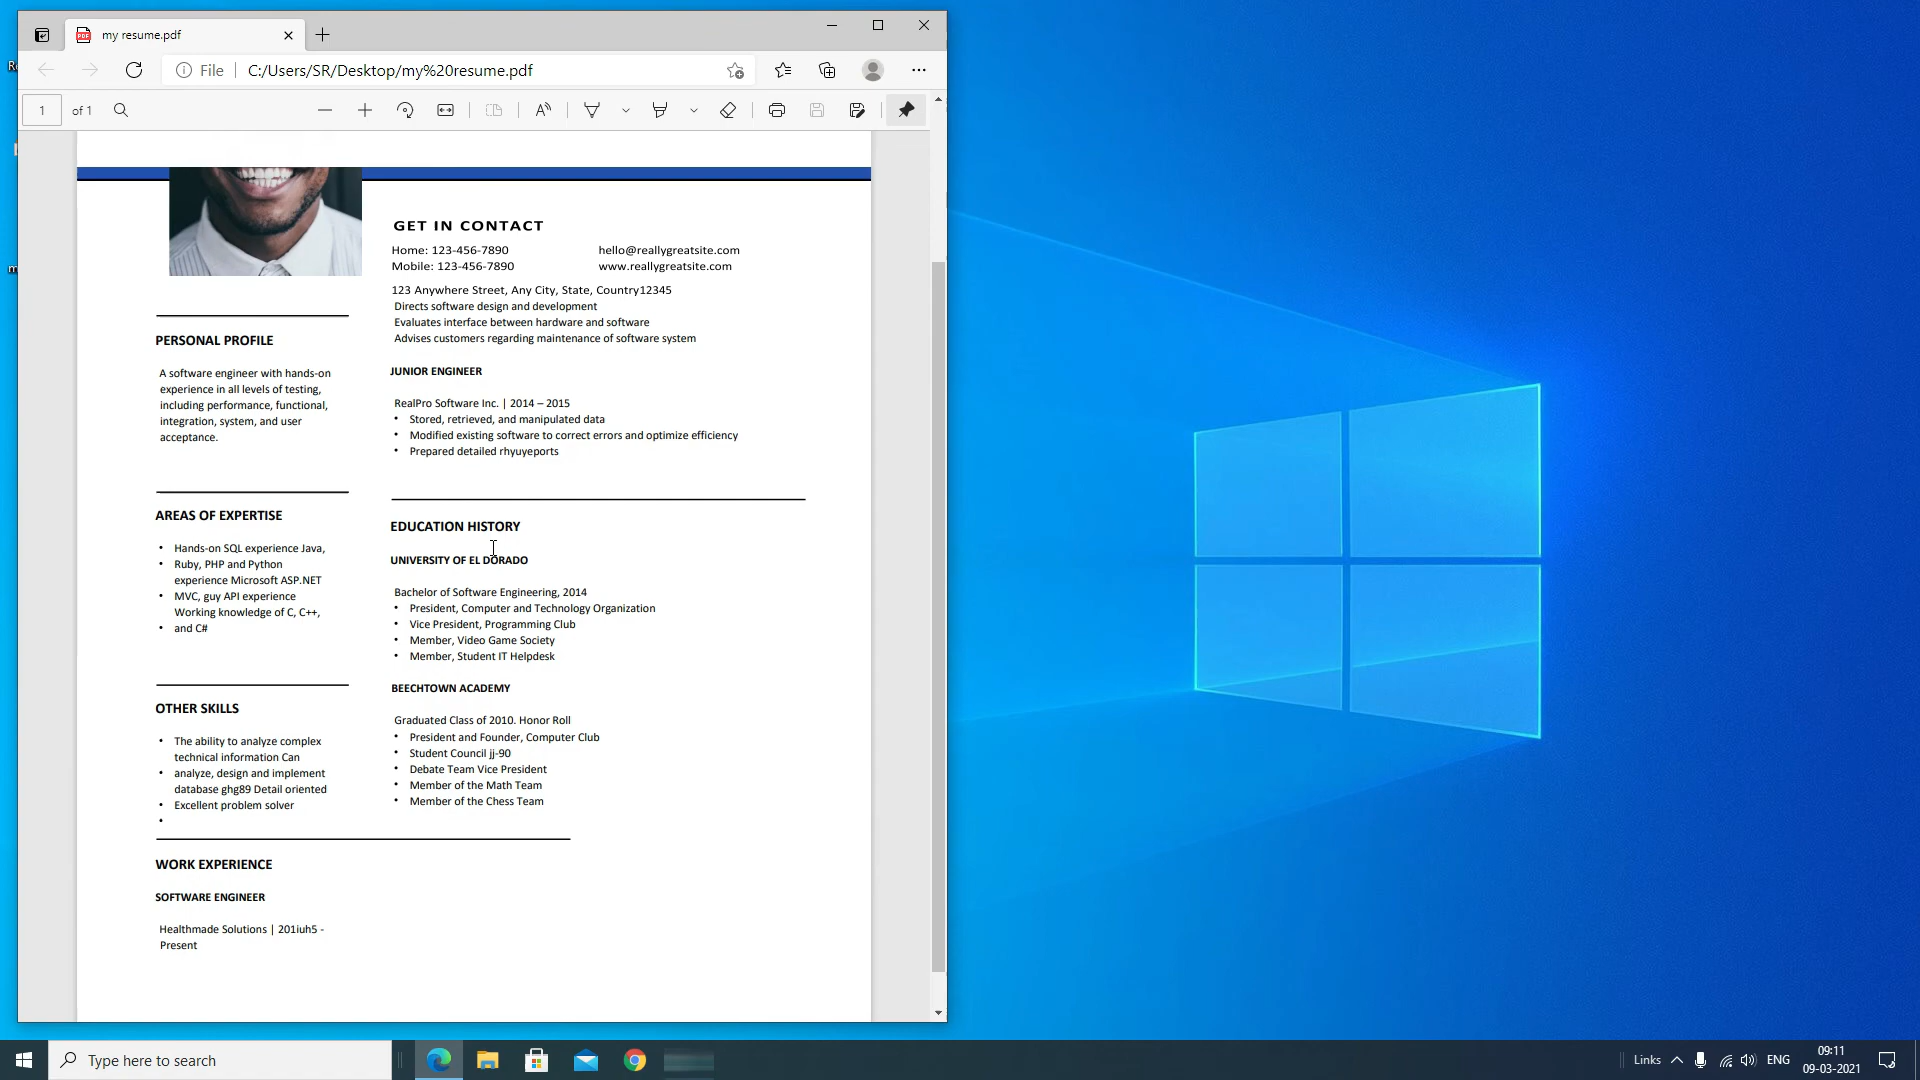 my resume.pdf
File
C:/Users/SR/Desktop/my%20resume.pdf
1 of 1
GET IN CONTACT
Home: 123-456-7890 hello@reallygreatsite.com
Mobile: 123-456-7890 www.reallygreatsite.com
123 Anywhere Street, Any City, State, Country12345
Directs software design and development
Evaluates interface between hardware and software
Advises customers regarding maintenance of software system
JUNIOR ENGINEER
RealPro Software Inc. | 2014 – 2015
• Stored, retrieved, and manipulated data
• Modified existing software to correct errors and optimize efficiency
• Prepared detailed rhyuyeports
PERSONAL PROFILE
A software engineer with hands-on
experience in all levels of testing,
including performance, functional,
integration, system, and user
acceptance.
AREAS OF EXPERTISE
• Hands-on SQL experience Java,
• Ruby, PHP and Python
experience Microsoft ASP.NET
• MVC, guy API experience
Working knowledge of C, C++,
• and C#
OTHER SKILLS
• The ability to analyze complex
technical information Can
• analyze, design and implement
database ghg89 Detail oriented
• Excellent problem solver
•
EDUCATION HISTORY
UNIVERSITY OF EL DORADO
Bachelor of Software Engineering, 2014
• President, Computer and Technology Organization
• Vice President, Programming Club
• Member, Video Game Society
• Member, Student IT Helpdesk
BEECHTOWN ACADEMY
Graduated Class of 2010. Honor Roll
• President and Founder, Computer Club
• Student Council jj-90
• Debate Team Vice President
• Member of the Math Team
• Member of the Chess Team
WORK EXPERIENCE
SOFTWARE ENGINEER
Healthmade Solutions | 201iuh5 -
Present
Type here to search
Links
ENG
09:11
09-03-2021